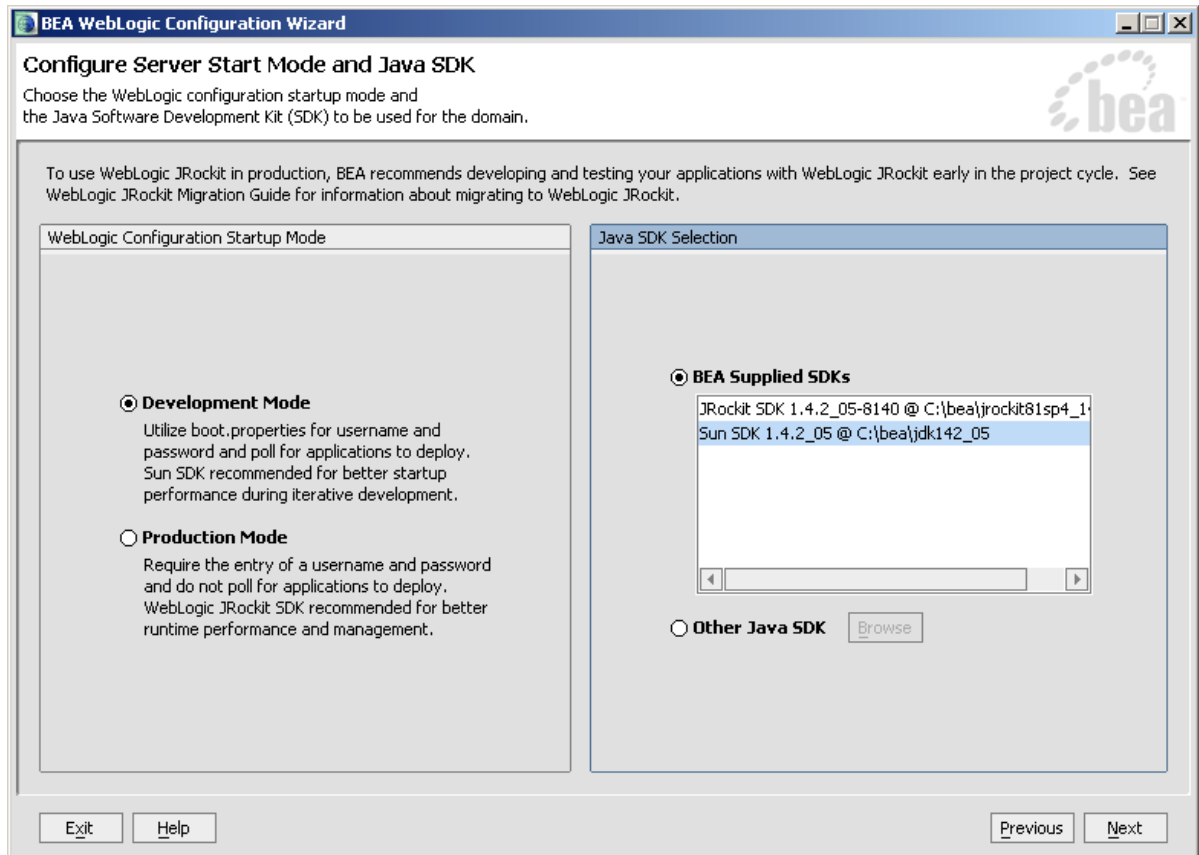 BEA WebLogic Configuration Wizard
Configure Server Start Mode and Java SDK
Choose the WebLogic configuration startup mode and
the Java Software Development Kit (SDK) to be used for the domain.
bea
To use WebLogic JRockit in production, BEA recommends developing and testing your applications with WebLogic JRockit early in the project cycle. See
WebLogic JRockit Migration Guide for information about migrating to WebLogic JRockit.
WebLogic Configuration Startup Mode
Development Mode
Utilize boot.properties for username and
password and poll for applications to deploy.
Sun SDK recommended for better startup
performance during iterative development.
Production Mode
Require the entry of a username and password
and do not poll for applications to deploy.
WebLogic JRockit SDK recommended for better
runtime performance and management.
Java SDK Selection
BEA Supplied SDKs
JRockit SDK 1.4.2_05-8140 @ C:\bea\jrockit81sp4_1
Sun SDK 1.4.2_05 @ C:\bea\jdk142_05
Other Java SDK Browse
Exit Help Previous Next